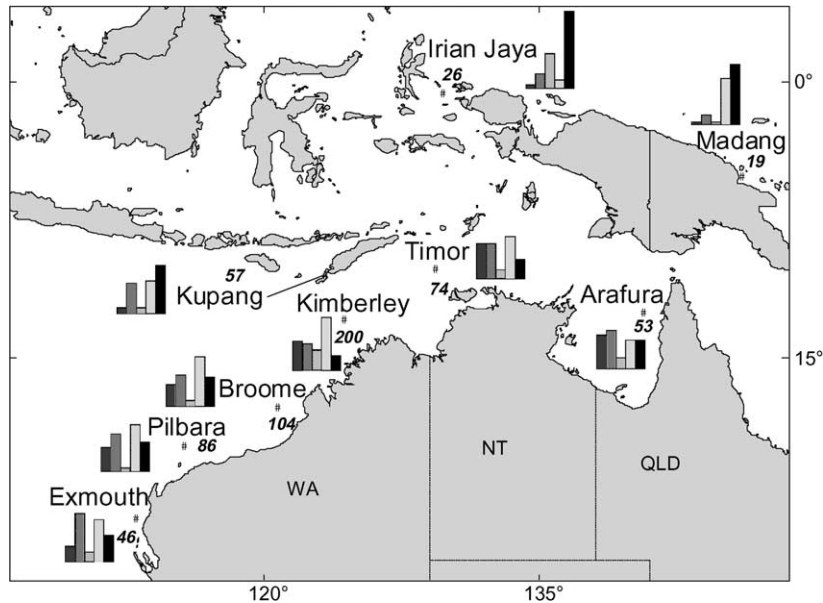 Irian Jaya
26
#
0°
Madang
19
#
Timor
#
74
57
Kupang
Kimberley
#
200
Arafura
#
53
15°
Broome
#
104
Pilbara
# 86
NT
QLD
WA
Exmouth
#
46
120°
135°